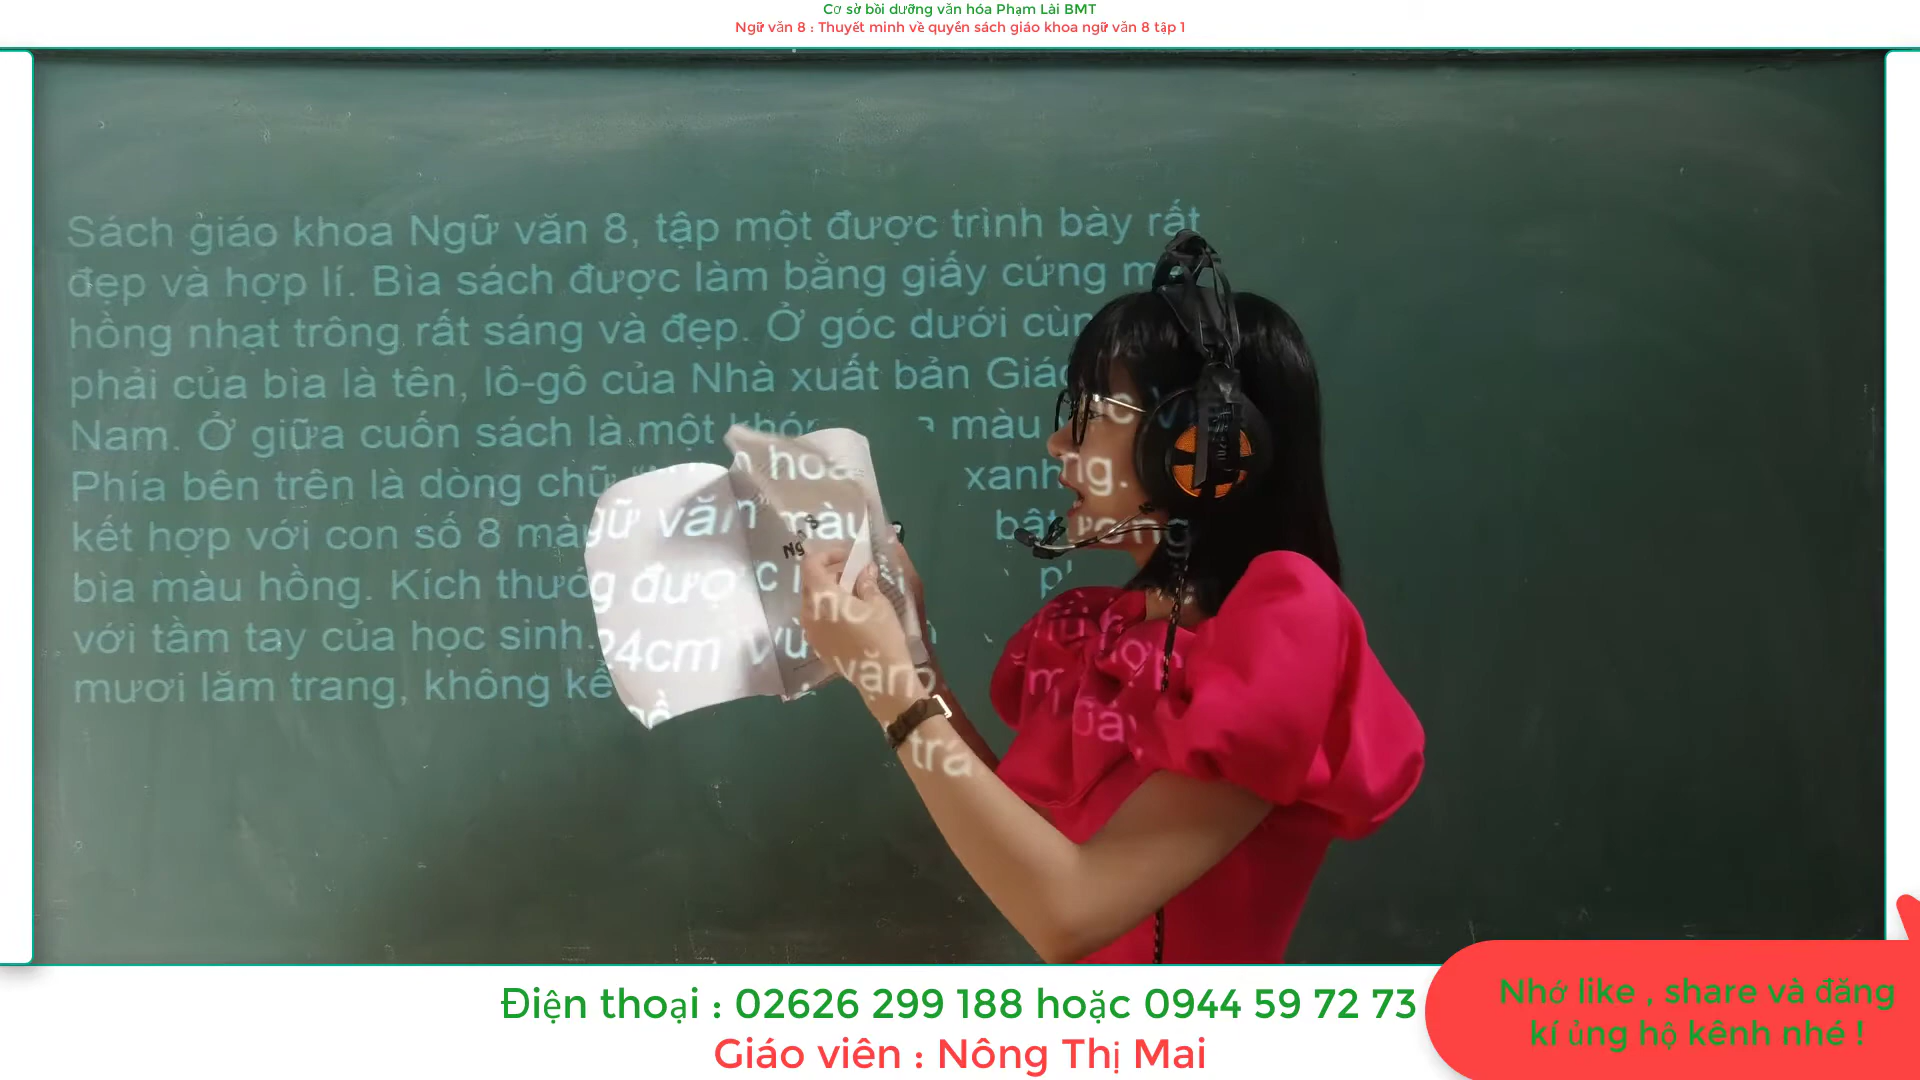 Cơ sở bồi dưỡng văn hóa Phạm Lài BMT
Ngữ văn 8 : Thuyết minh về quyển sách giáo khoa ngữ văn 8 tập 1
Sách giáo khoa Ngữ văn 8, tập một được trình bày rất
đẹp và hợp lí. Bìa sách được làm bằng giấy cứng
hồng nhạt trông rất sáng và đẹp. Ở góc dưới
phải của bìa là tên, lô-gô của Nhà xuất bản
Nam. Ở giữa cuốn sách là một màu
Phía bên trên là dòng chữ xanh
kết hợp với con số 8
bìa màu hồng. Kích
với tầm tay của học sinh. 24cm
mươi lăm trang, không kể
Điện thoại : 02626 299 188 hoặc 0944 59 72 73
Giáo viên : Nông Thị Mai
Nhớ like , share và đăng
kí ủng hộ kênh nhé !